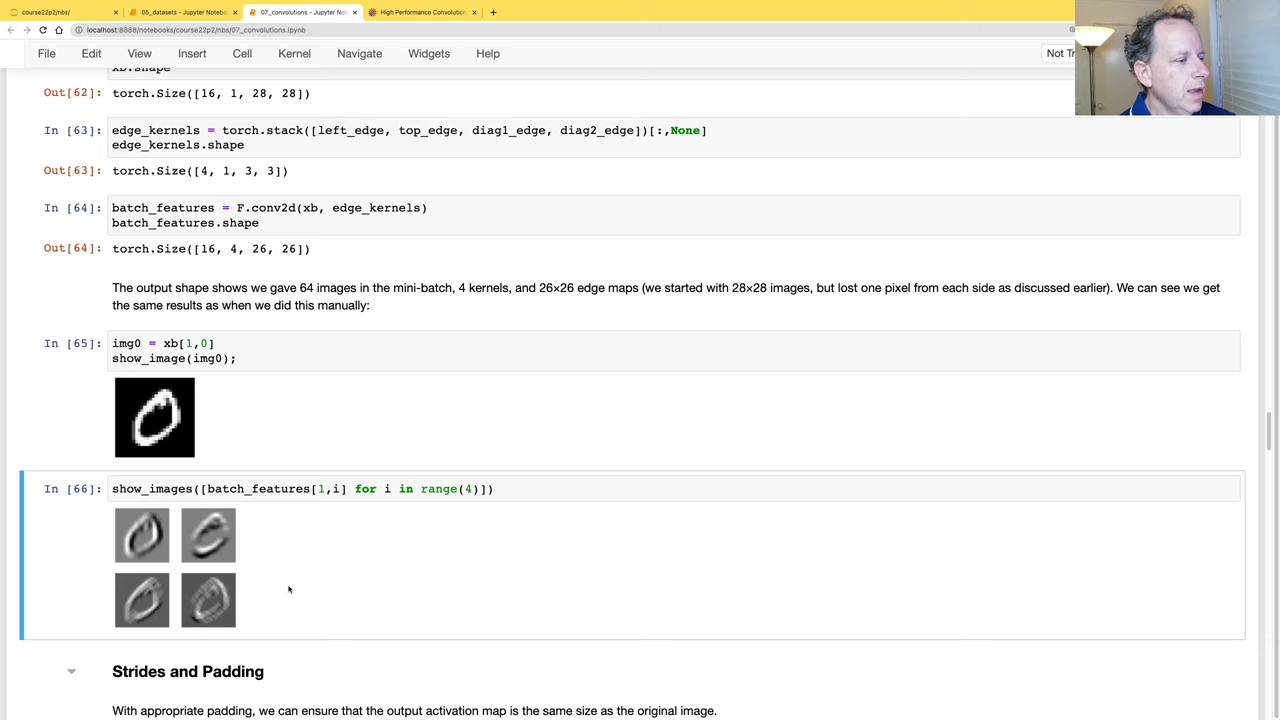 course22p2/nbs/
05_datasets - Jupyter Noteb
07_convolutions - Jupyter Not
High Performance Convolution
localhost:8888/notebooks/course22p2/nbs/07_convolutions.ipynb
File Edit View Insert Cell Kernel Navigate Widgets Help Not Tr
xb.shape
Out[62]: torch.Size([16, 1, 28, 28])
In [63]: edge_kernels = torch.stack([left_edge, top_edge, diag1_edge, diag2_edge])[:,None]
edge_kernels.shape
Out[63]: torch.Size([4, 1, 3, 3])
In [64]: batch_features = F.conv2d(xb, edge_kernels)
batch_features.shape
Out[64]: torch.Size([16, 4, 26, 26])
The output shape shows we gave 64 images in the mini-batch, 4 kernels, and 26×26 edge maps (we started with 28×28 images, but lost one pixel from each side as discussed earlier). We can see we get
the same results as when we did this manually:
In [65]: img0 = xb[1,0]
show_image(img0);
In [66]: show_images([batch_features[1,i] for i in range(4)])
Strides and Padding
With appropriate padding, we can ensure that the output activation map is the same size as the original image.